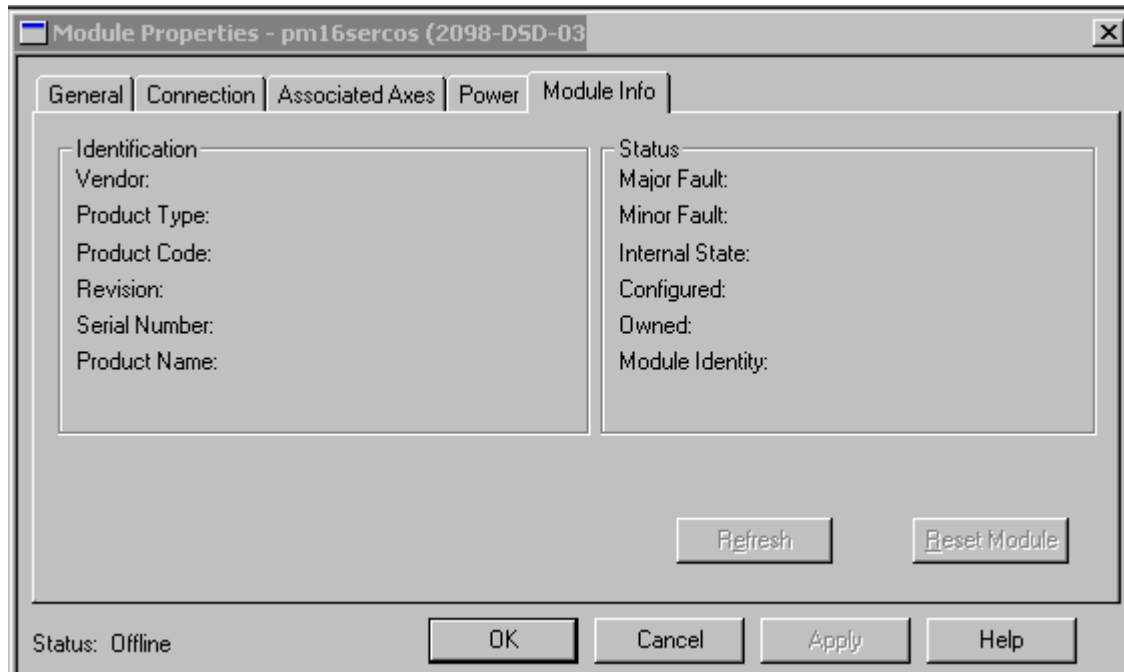 Module Properties - pm16sercos (2098-DSD-03
General Connection Associated Axes Power Module Info
Identification
Vendor:
Product Type:
Product Code:
Revision:
Serial Number:
Product Name:
Status
Major Fault:
Minor Fault:
Internal State:
Configured:
Owned:
Module Identity:
Refresh Reset Module
Status: Offline OK Cancel Apply Help